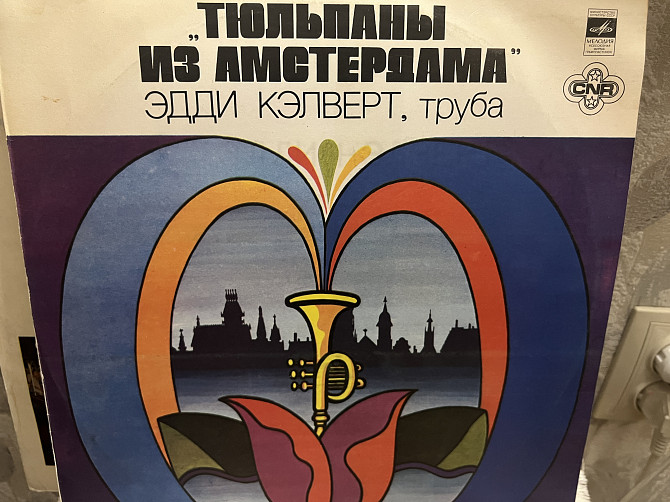 „ТЮЛЬПАНЫ
ИЗ АМСТЕРДАМА"
ЭДДИ КЭЛВЕРТ, труба
МЕЛОДИЯ
CNR